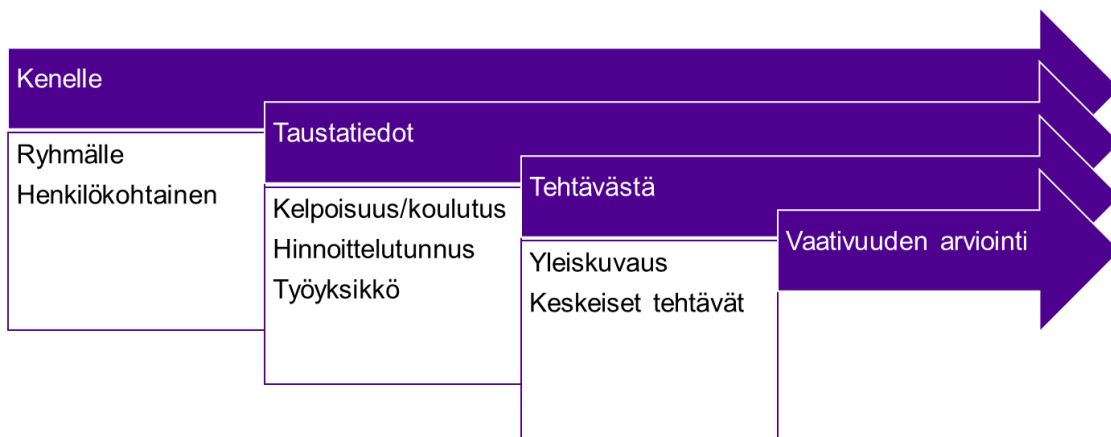 Kenelle
Ryhmälle
Henkilökohtainen
Taustatiedot
Kelpoisuus/koulutus
Hinnoittelutunnus
Työyksikkö
Tehtävästä
Yleiskuvaus
Keskeiset tehtävät
Vaativuuden arviointi